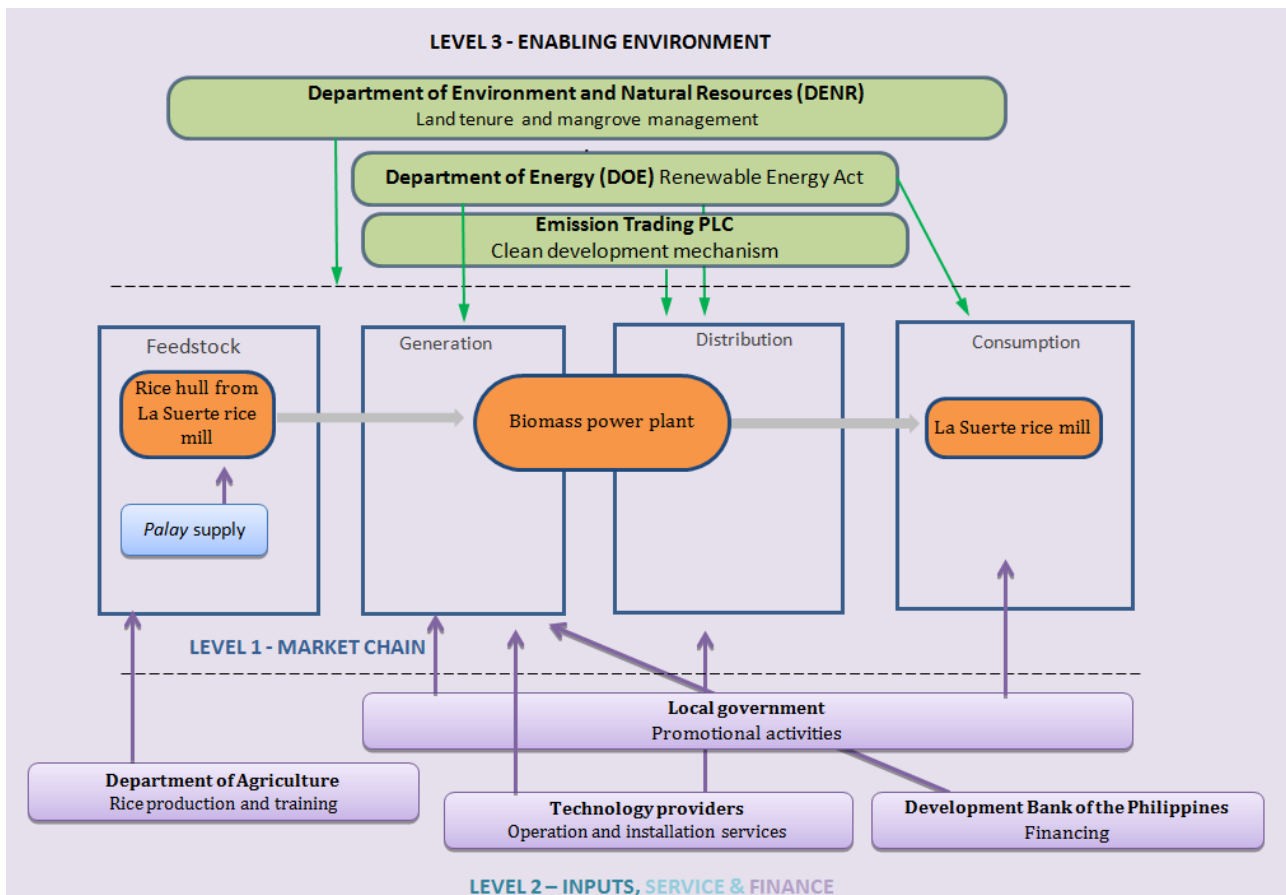 LEVEL 3 - ENABLING ENVIRONMENT
Department of Environment and Natural Resources (DENR)
Land tenure and mangrove management
Department of Energy (DOE) Renewable Energy Act
Emission Trading PLC
Clean development mechanism
Feedstock
Generation
Distribution
Consumption
Rice hull from
La Suerte rice
mill
Biomass power plant
La Suerte rice mill
Palay supply
LEVEL 1 - MARKET CHAIN
Local government
Promotional activities
Department of Agriculture
Rice production and training
Technology providers
Operation and installation services
Development Bank of the Philippines
Financing
LEVEL 2 – INPUTS, SERVICE & FINANCE